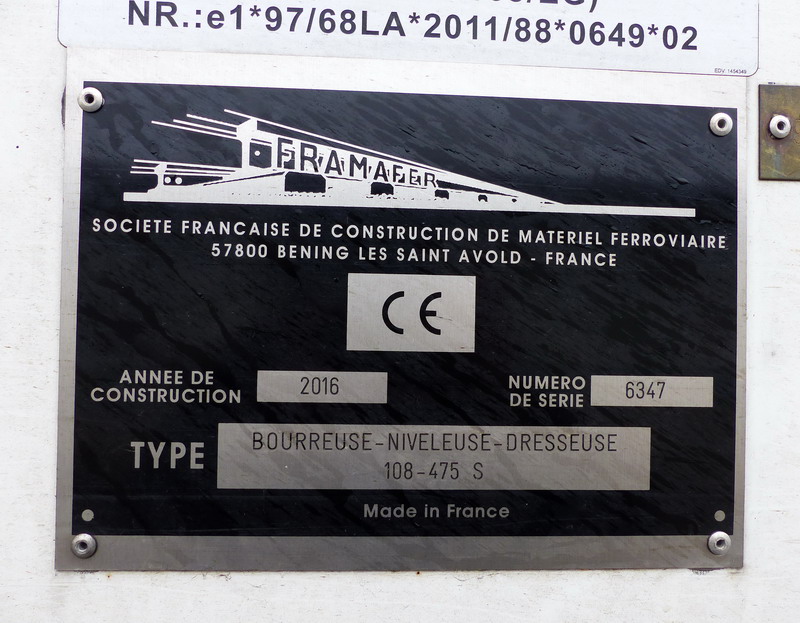 NR.:e1*97/68LA*2011/88*0649*02
EDV 1454349
FRAMAFER
SOCIETE FRANCAISE DE CONSTRUCTION DE MATERIEL FERROVIAIRE
57800 BENING LES SAINT AVOLD - FRANCE
CE
ANNEE DE CONSTRUCTION 2016
NUMERO DE SERIE 6347
TYPE
BOURREUSE-NIVELEUSE-DRESSEUSE
108-475 S
Made in France